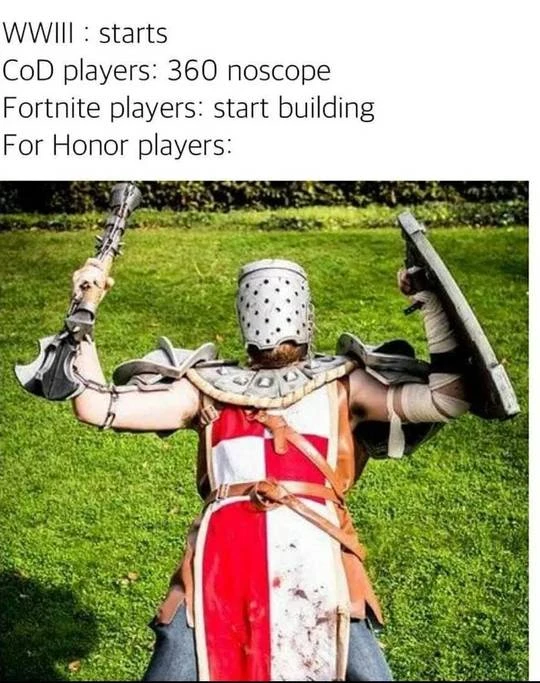 WWIII : starts
CoD players: 360 noscope
Fortnite players: start building
For Honor players: